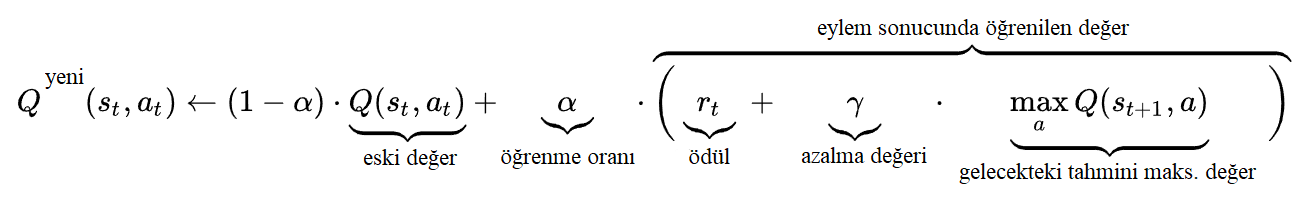 eylem sonucunda öğrenilen değer
Q^yeni (s_t, a_t) ← (1 − α) · Q(s_t, a_t) + α · ( r_t + γ · max_a Q(s_{t+1}, a) )
eski değer öğrenme oranı ödül azalma değeri
gelecekteki tahmini maks. değer